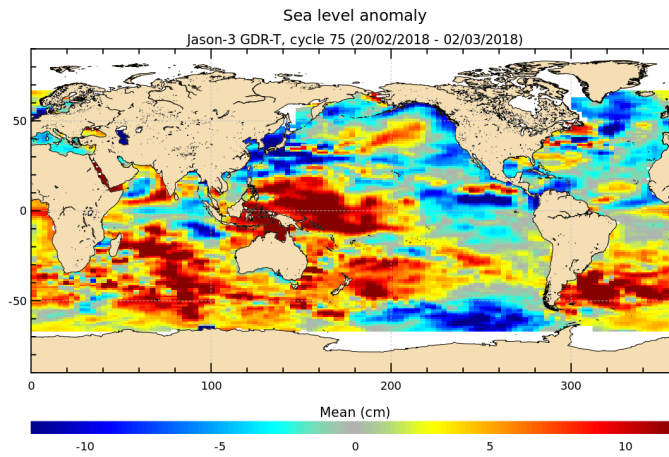 Sea level anomaly
Jason-3 GDR-T, cycle 75 (20/02/2018 - 02/03/2018)
50
0
-50
0 100 200 300
Mean (cm)
-10 -5 0 5 10